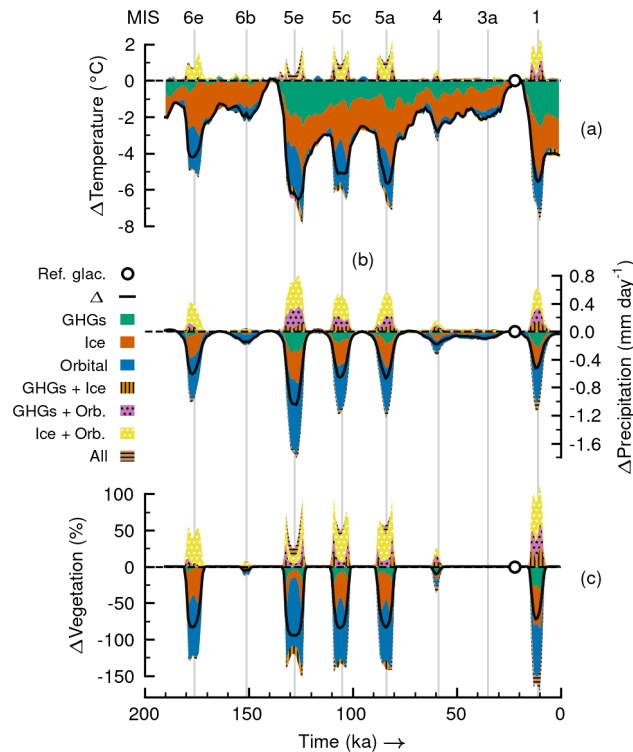 MIS 6e 6b 5e 5c 5a 4 3a 1
2
0
-2
-4
-6
-8
ΔTemperature (°C)
(a)
(b)
Ref. glac.
Δ
GHGs
Ice
Orbital
GHGs + Ice
GHGs + Orb.
Ice + Orb.
All
0.8
0.4
0.0
-0.4
-0.8
-1.2
-1.6
ΔPrecipitation (mm day⁻¹)
100
50
0
-50
-100
-150
ΔVegetation (%)
(c)
200 150 100 50 0
Time (ka) →